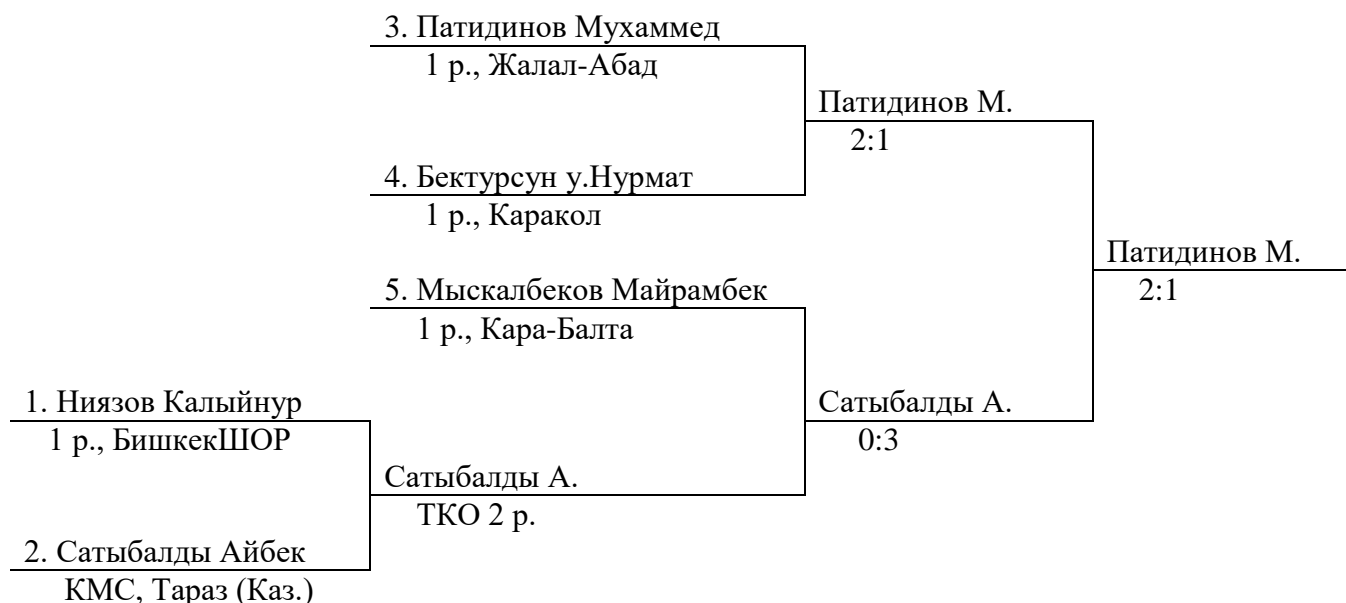 3. Патидинов Мухаммед
1 р., Жалал-Абад
Патидинов М.
2:1
4. Бектурсун у.Нурмат
1 р., Каракол
Патидинов М.
2:1
5. Мыскалбеков Майрамбек
1 р., Кара-Балта
1. Ниязов Калыйнур
1 р., БишкекШОР
Сатыбалды А.
0:3
Сатыбалды А.
ТКО 2 р.
2. Сатыбалды Айбек
КМС, Тараз (Каз.)